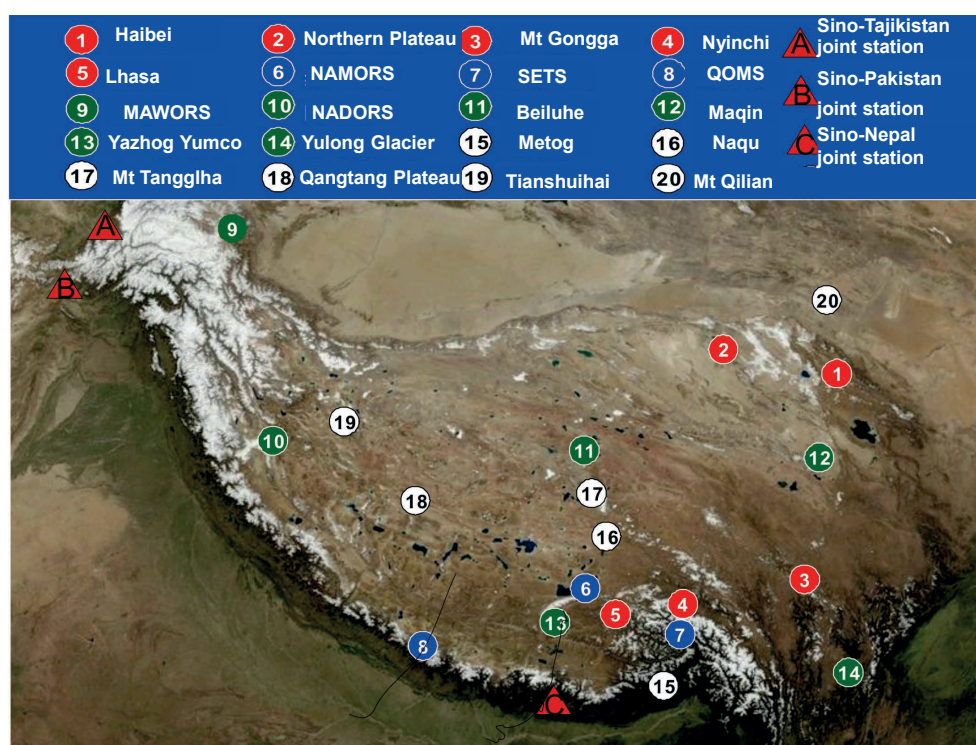 1 Haibei 2 Northern Plateau 3 Mt Gongga 4 Nyinchi A Sino-Tajikistan joint station
5 Lhasa 6 NAMORS 7 SETS 8 QOMS B Sino-Pakistan joint station
9 MAWORS 10 NADORS 11 Beiluhe 12 Maqin
13 Yazhog Yumco 14 Yulong Glacier 15 Metog 16 Naqu C Sino-Nepal joint station
17 Mt Tangglha 18 Qangtang Plateau 19 Tianshuihai 20 Mt Qilian
A
9
B
20
2
1
19
10
11
12
18
17
16
3
6
4
5
13
7
8
14
15
C